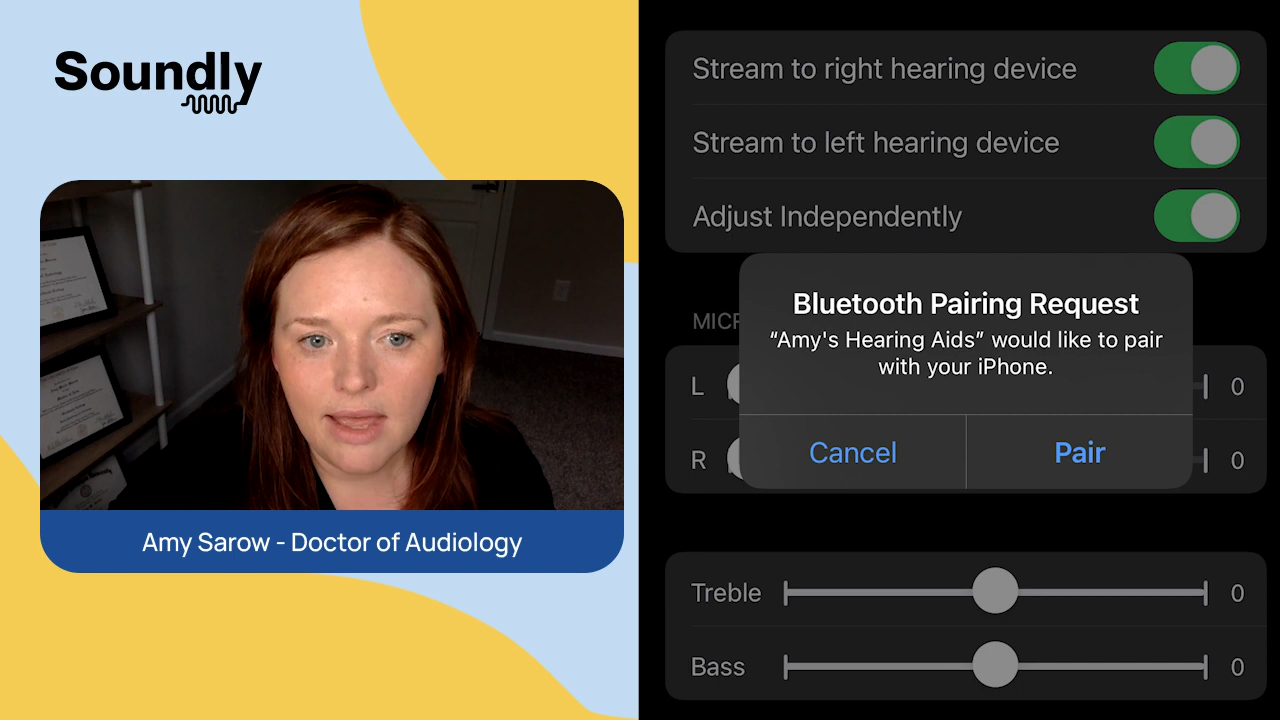 Soundly
Amy Sarow - Doctor of Audiology
Stream to right hearing device
Stream to left hearing device
Adjust Independently
Bluetooth Pairing Request
“Amy's Hearing Aids” would like to pair
with your iPhone.
L 0
Cancel Pair
R 0
Treble 0
Bass 0